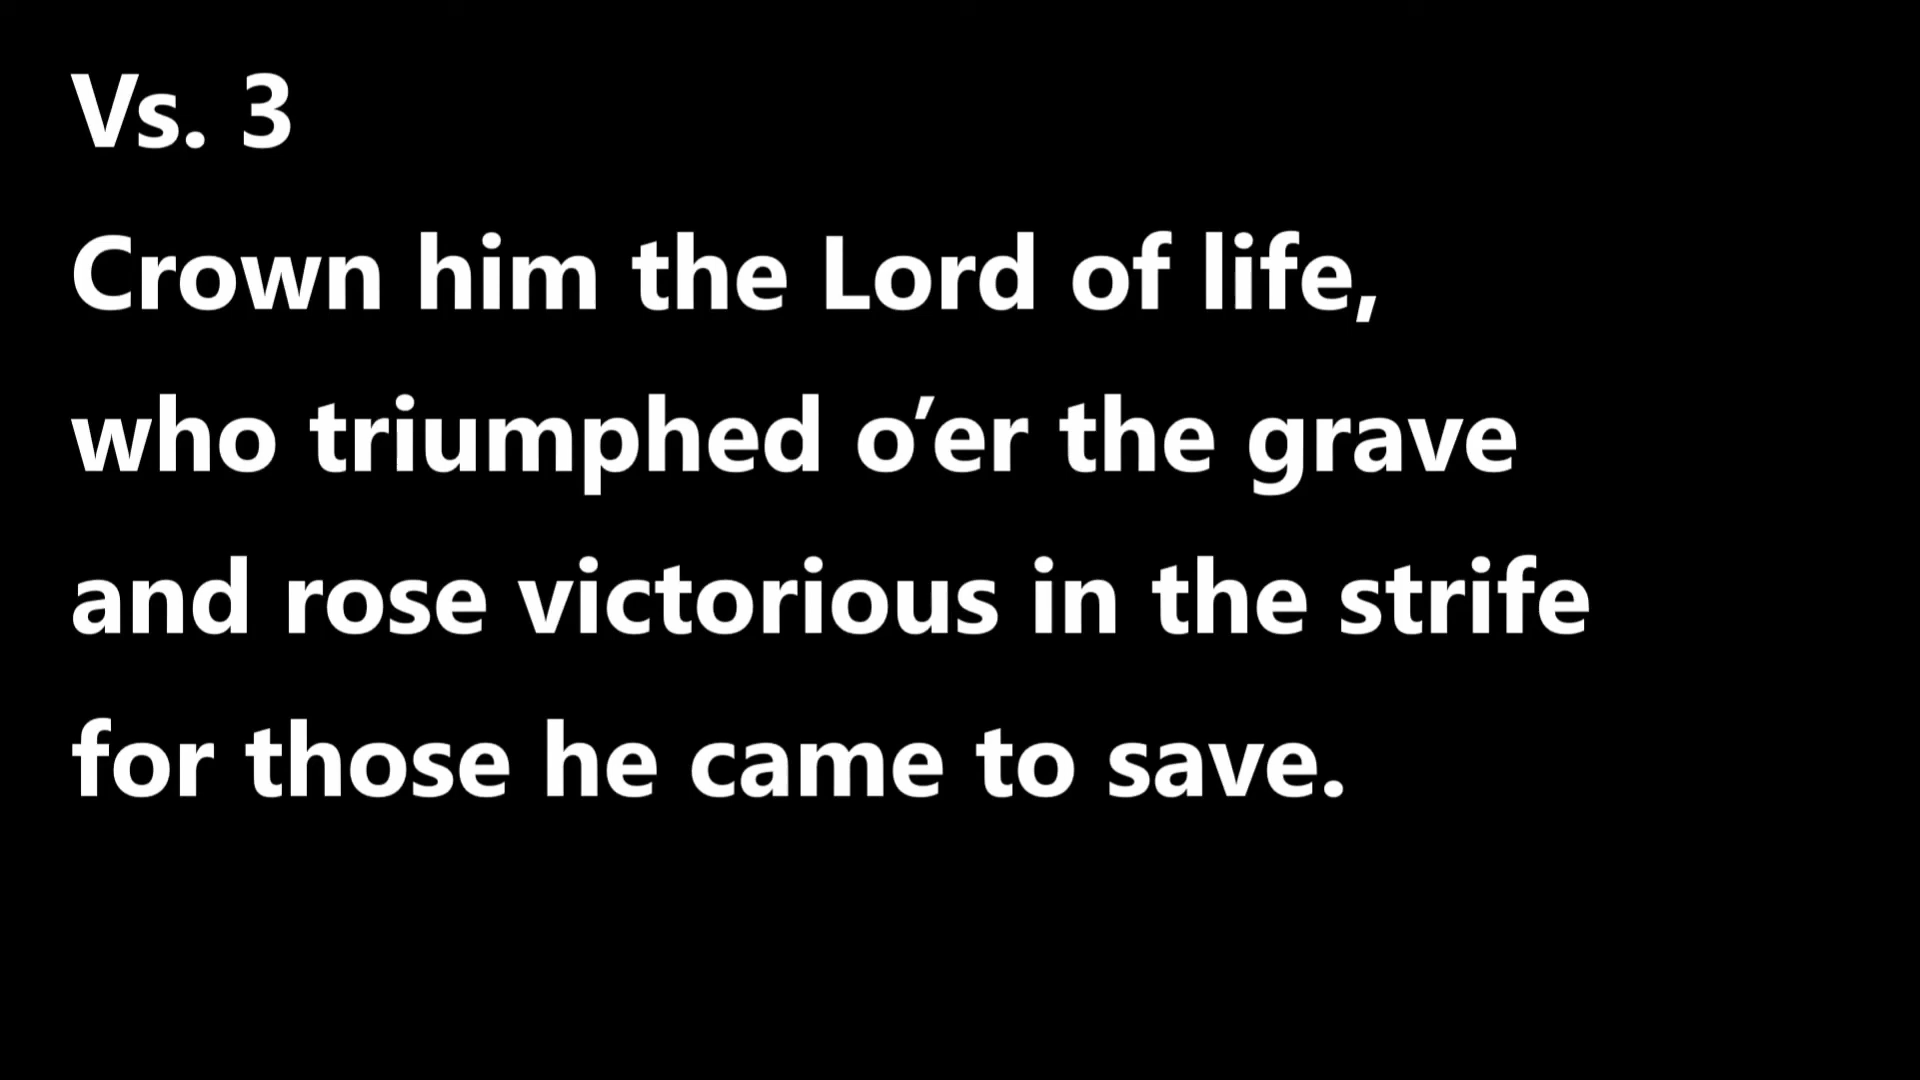 Vs. 3
Crown him the Lord of life,
who triumphed o’er the grave
and rose victorious in the strife
for those he came to save.